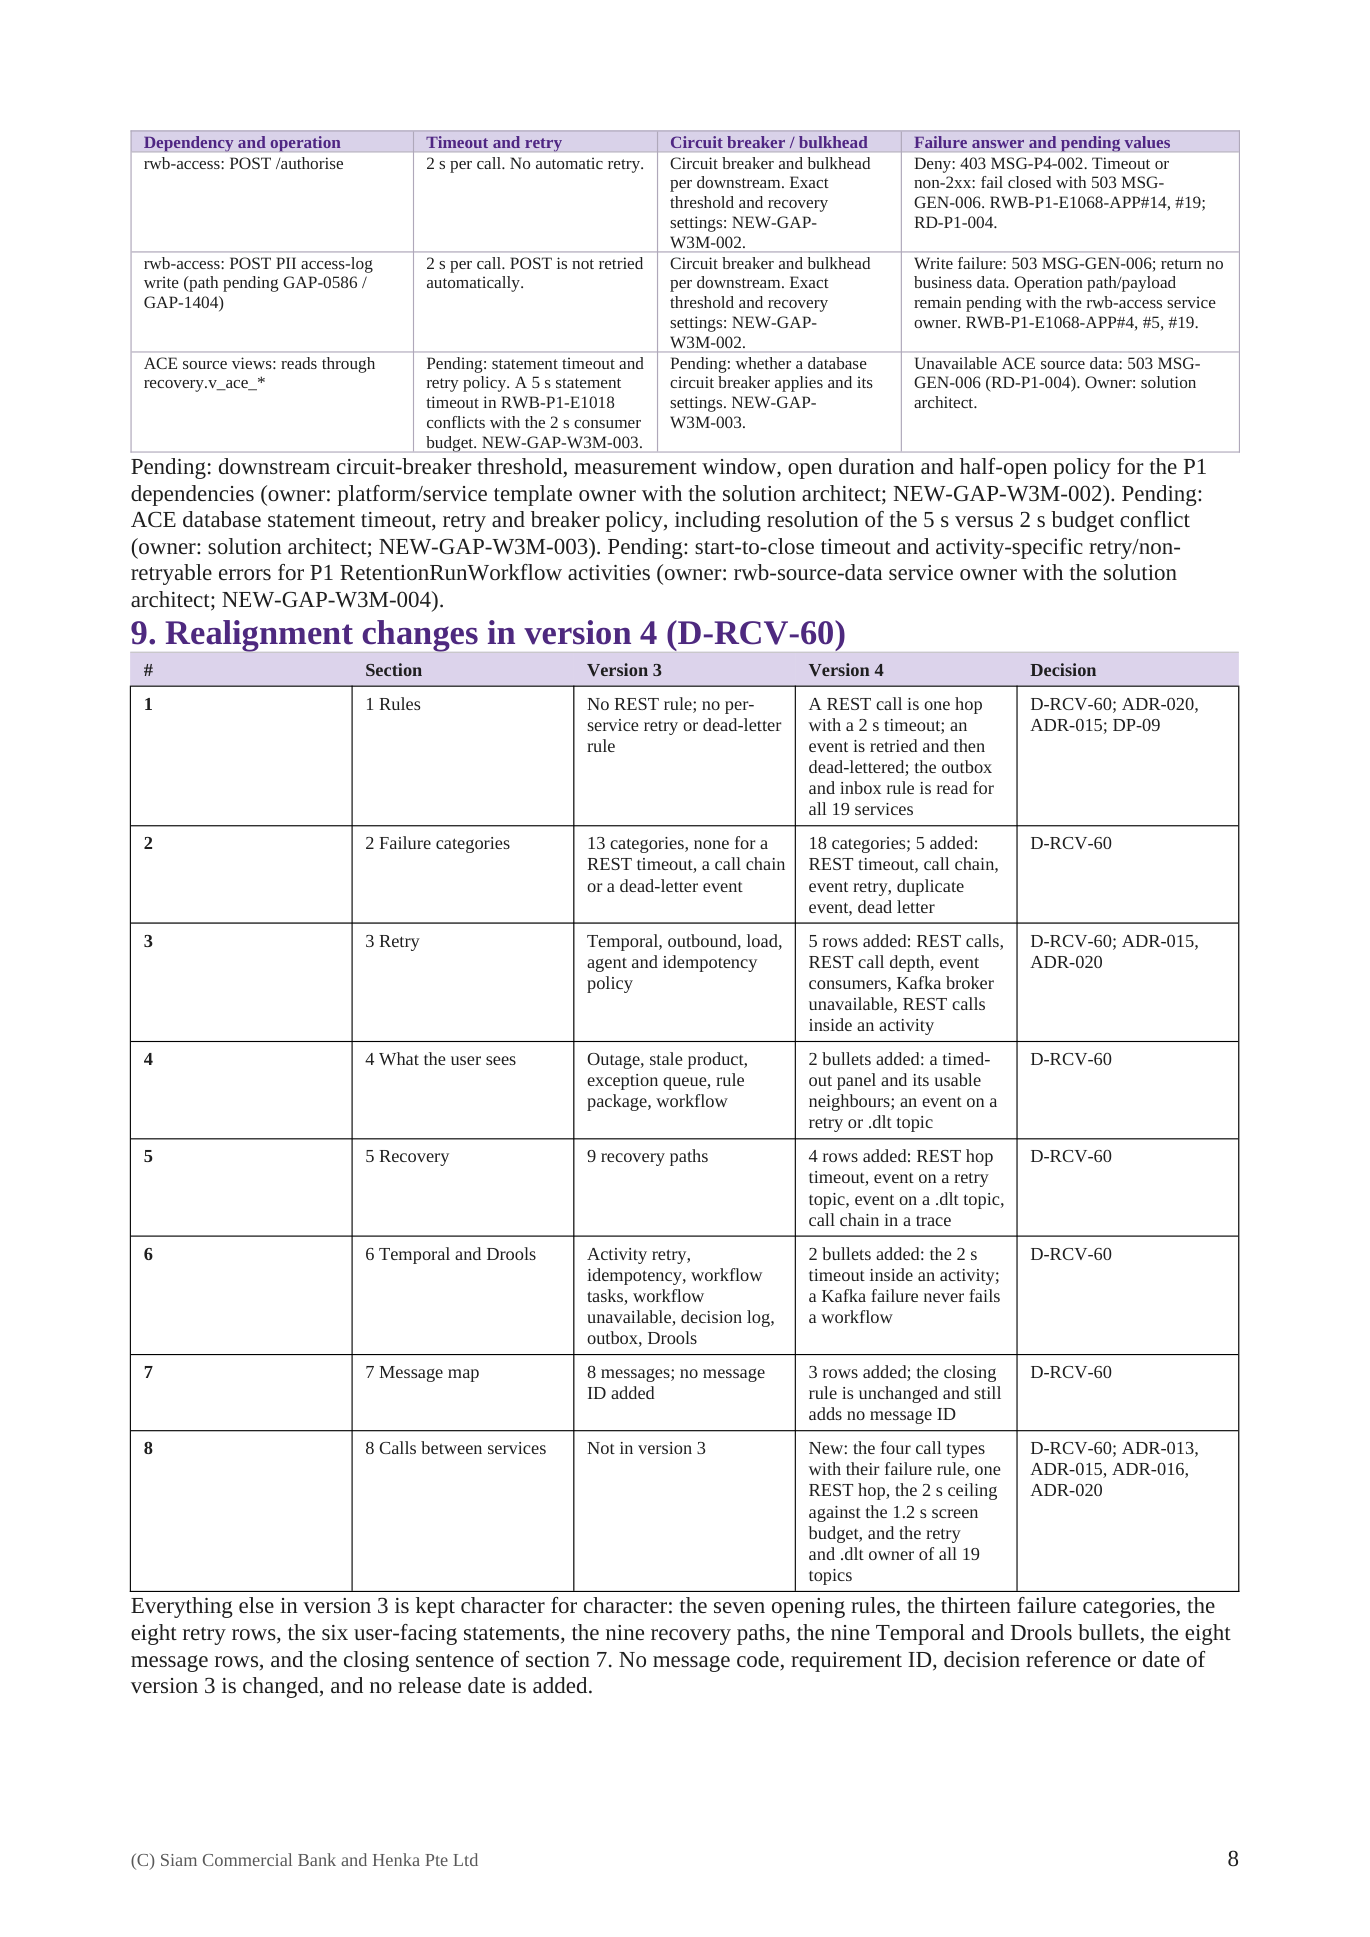 Dependency and operation
Timeout and retry
Circuit breaker / bulkhead
Failure answer and pending values
rwb-access: POST /authorise
2 s per call. No automatic retry.
Circuit breaker and bulkhead
per downstream. Exact
threshold and recovery
settings: NEW-GAP-
W3M-002.
Deny: 403 MSG-P4-002. Timeout or
non-2xx: fail closed with 503 MSG-
GEN-006. RWB-P1-E1068-APP#14, #19;
RD-P1-004.
rwb-access: POST PII access-log
write (path pending GAP-0586 /
GAP-1404)
2 s per call. POST is not retried
automatically.
Circuit breaker and bulkhead
per downstream. Exact
threshold and recovery
settings: NEW-GAP-
W3M-002.
Write failure: 503 MSG-GEN-006; return no
business data. Operation path/payload
remain pending with the rwb-access service
owner. RWB-P1-E1068-APP#4, #5, #19.
ACE source views: reads through
recovery.v_ace_*
Pending: statement timeout and
retry policy. A 5 s statement
timeout in RWB-P1-E1018
conflicts with the 2 s consumer
budget. NEW-GAP-W3M-003.
Pending: whether a database
circuit breaker applies and its
settings. NEW-GAP-
W3M-003.
Unavailable ACE source data: 503 MSG-
GEN-006 (RD-P1-004). Owner: solution
architect.
Pending: downstream circuit-breaker threshold, measurement window, open duration and half-open policy for the P1
dependencies (owner: platform/service template owner with the solution architect; NEW-GAP-W3M-002). Pending:
ACE database statement timeout, retry and breaker policy, including resolution of the 5 s versus 2 s budget conflict
(owner: solution architect; NEW-GAP-W3M-003). Pending: start-to-close timeout and activity-specific retry/non-
retryable errors for P1 RetentionRunWorkflow activities (owner: rwb-source-data service owner with the solution
architect; NEW-GAP-W3M-004).
9. Realignment changes in version 4 (D-RCV-60)
#
Section
Version 3
Version 4
Decision
1
1 Rules
No REST rule; no per-
service retry or dead-letter
rule
A REST call is one hop
with a 2 s timeout; an
event is retried and then
dead-lettered; the outbox
and inbox rule is read for
all 19 services
D-RCV-60; ADR-020,
ADR-015; DP-09
2
2 Failure categories
13 categories, none for a
REST timeout, a call chain
or a dead-letter event
18 categories; 5 added:
REST timeout, call chain,
event retry, duplicate
event, dead letter
D-RCV-60
3
3 Retry
Temporal, outbound, load,
agent and idempotency
policy
5 rows added: REST calls,
REST call depth, event
consumers, Kafka broker
unavailable, REST calls
inside an activity
D-RCV-60; ADR-015,
ADR-020
4
4 What the user sees
Outage, stale product,
exception queue, rule
package, workflow
2 bullets added: a timed-
out panel and its usable
neighbours; an event on a
retry or .dlt topic
D-RCV-60
5
5 Recovery
9 recovery paths
4 rows added: REST hop
timeout, event on a retry
topic, event on a .dlt topic,
call chain in a trace
D-RCV-60
6
6 Temporal and Drools
Activity retry,
idempotency, workflow
tasks, workflow
unavailable, decision log,
outbox, Drools
2 bullets added: the 2 s
timeout inside an activity;
a Kafka failure never fails
a workflow
D-RCV-60
7
7 Message map
8 messages; no message
ID added
3 rows added; the closing
rule is unchanged and still
adds no message ID
D-RCV-60
8
8 Calls between services
Not in version 3
New: the four call types
with their failure rule, one
REST hop, the 2 s ceiling
against the 1.2 s screen
budget, and the retry
and .dlt owner of all 19
topics
D-RCV-60; ADR-013,
ADR-015, ADR-016,
ADR-020
Everything else in version 3 is kept character for character: the seven opening rules, the thirteen failure categories, the
eight retry rows, the six user-facing statements, the nine recovery paths, the nine Temporal and Drools bullets, the eight
message rows, and the closing sentence of section 7. No message code, requirement ID, decision reference or date of
version 3 is changed, and no release date is added.
(C) Siam Commercial Bank and Henka Pte Ltd
8